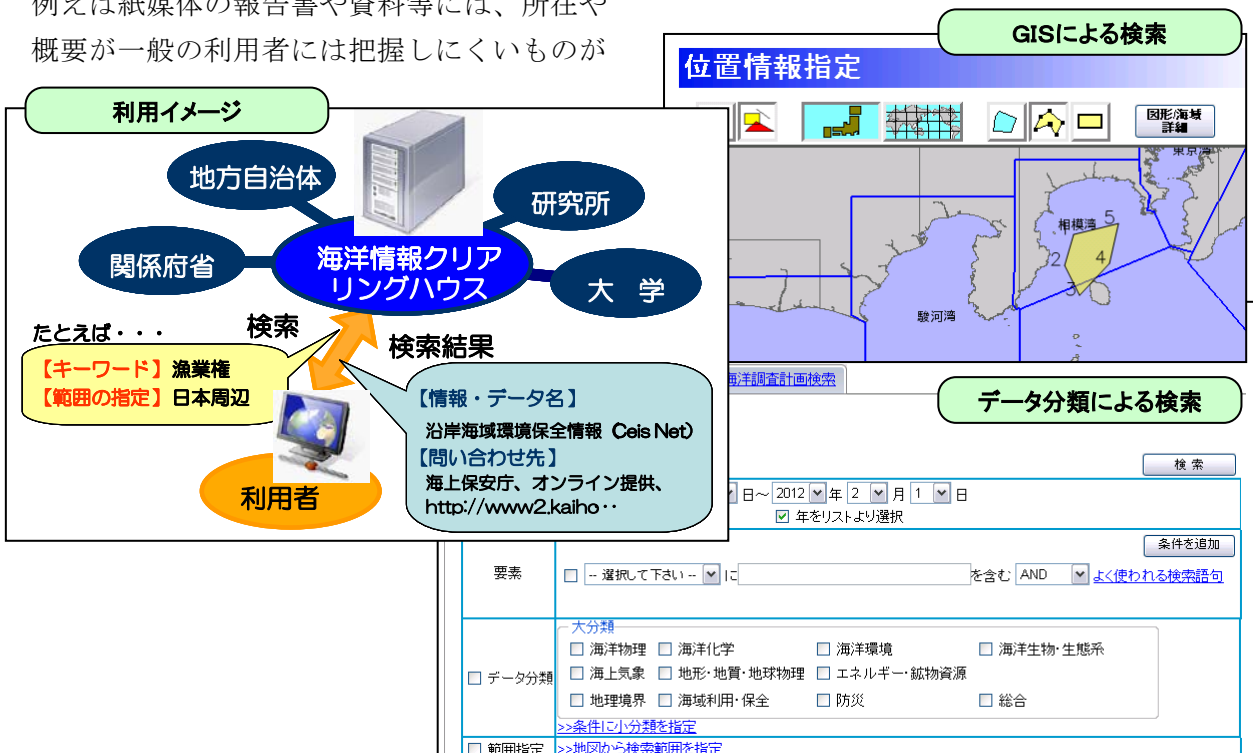 例えば紙媒体の報告書や資料等には、所在や
概要が一般の利用者には把握しにくいものが
利用イメージ
地方自治体
研究所
関係府省
海洋情報クリア
リングハウス
大 学
たとえば・・・
検索
検索結果
【キーワード】漁業権
【範囲の指定】日本周辺
【情報・データ名】
沿岸海域環境保全情報（Ceis Net）
【問い合わせ先】
海上保安庁、オンライン提供、
http://www2.kaiho‥
利用者
GISによる検索
位置情報指定
図形/海域
詳細
東京湾
相模湾
5
2
4
3
駿河湾
海洋調査計画検索
データ分類による検索
検 索
日～ 2012 年 2 月 1 日
年をリストより選択
条件を追加
要素
-- 選択して下さい -- に を含む AND よく使われる検索語句
大分類
海洋物理 海洋化学 海洋環境 海洋生物・生態系
データ分類
海上気象 地形・地質・地球物理 エネルギー・鉱物資源
地理境界 海域利用・保全 防災 総合
>>条件に小分類を指定
範囲指定 >>地図から検索範囲を指定